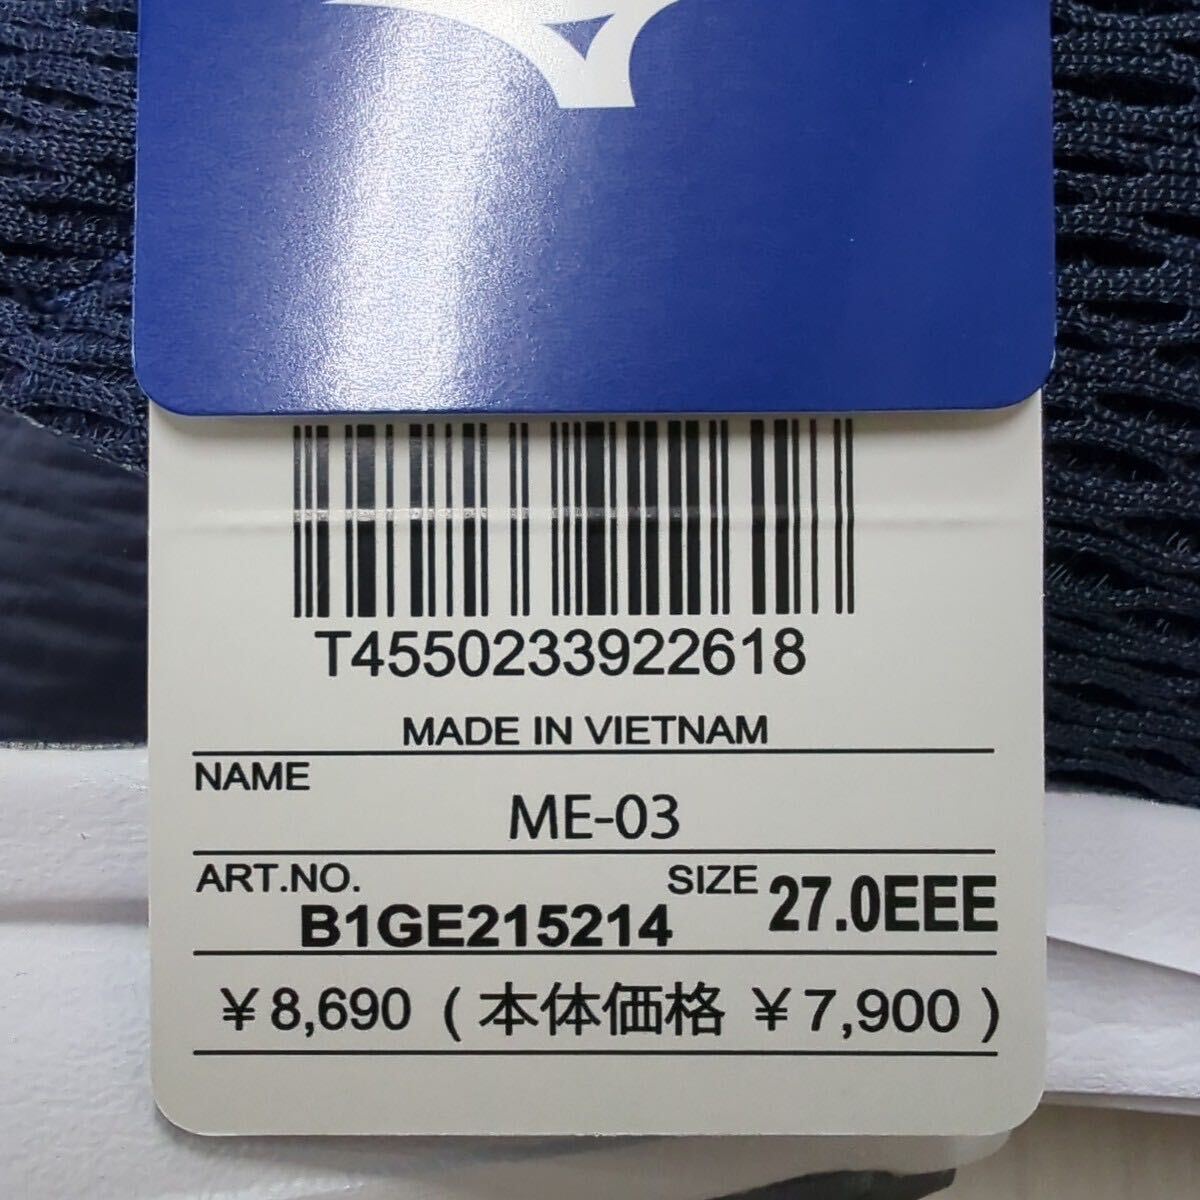 T4550233922618
MADE IN VIETNAM
NAME
ME-03
ART.NO.
B1GE215214
SIZE 27.0EEE
¥8,690 (本体価格 ¥7,900)